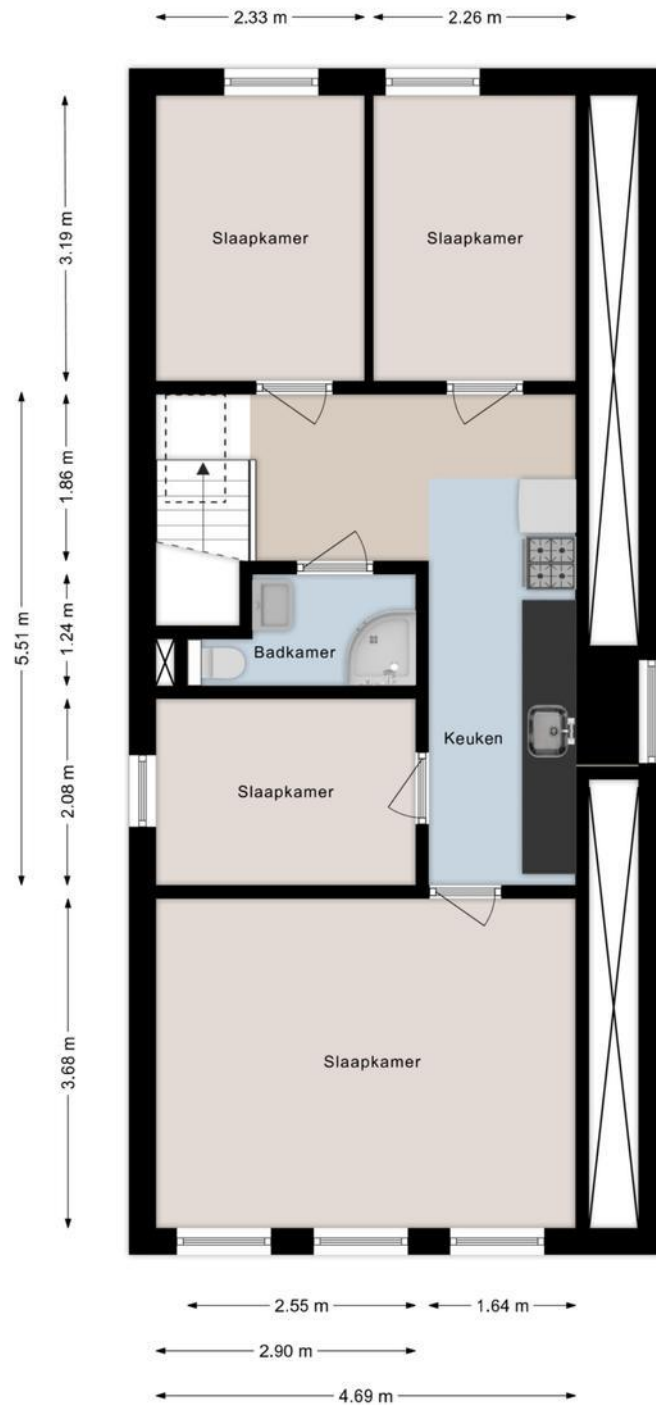 2.33 m
2.26 m
3.19 m
Slaapkamer
Slaapkamer
1.86 m
5.51 m
1.24 m
Badkamer
Keuken
2.08 m
Slaapkamer
3.68 m
Slaapkamer
2.55 m
1.64 m
2.90 m
4.69 m